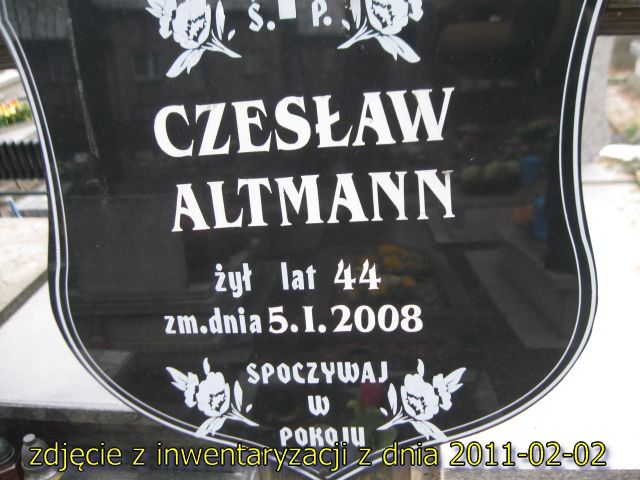 Ś. P.
CZESŁAW
ALTMANN
żył lat 44
zm.dnia 5.I.2008
SPOCZYWAJ
W
POKOJU
zdjęcie z inwentaryzacji z dnia 2011-02-02